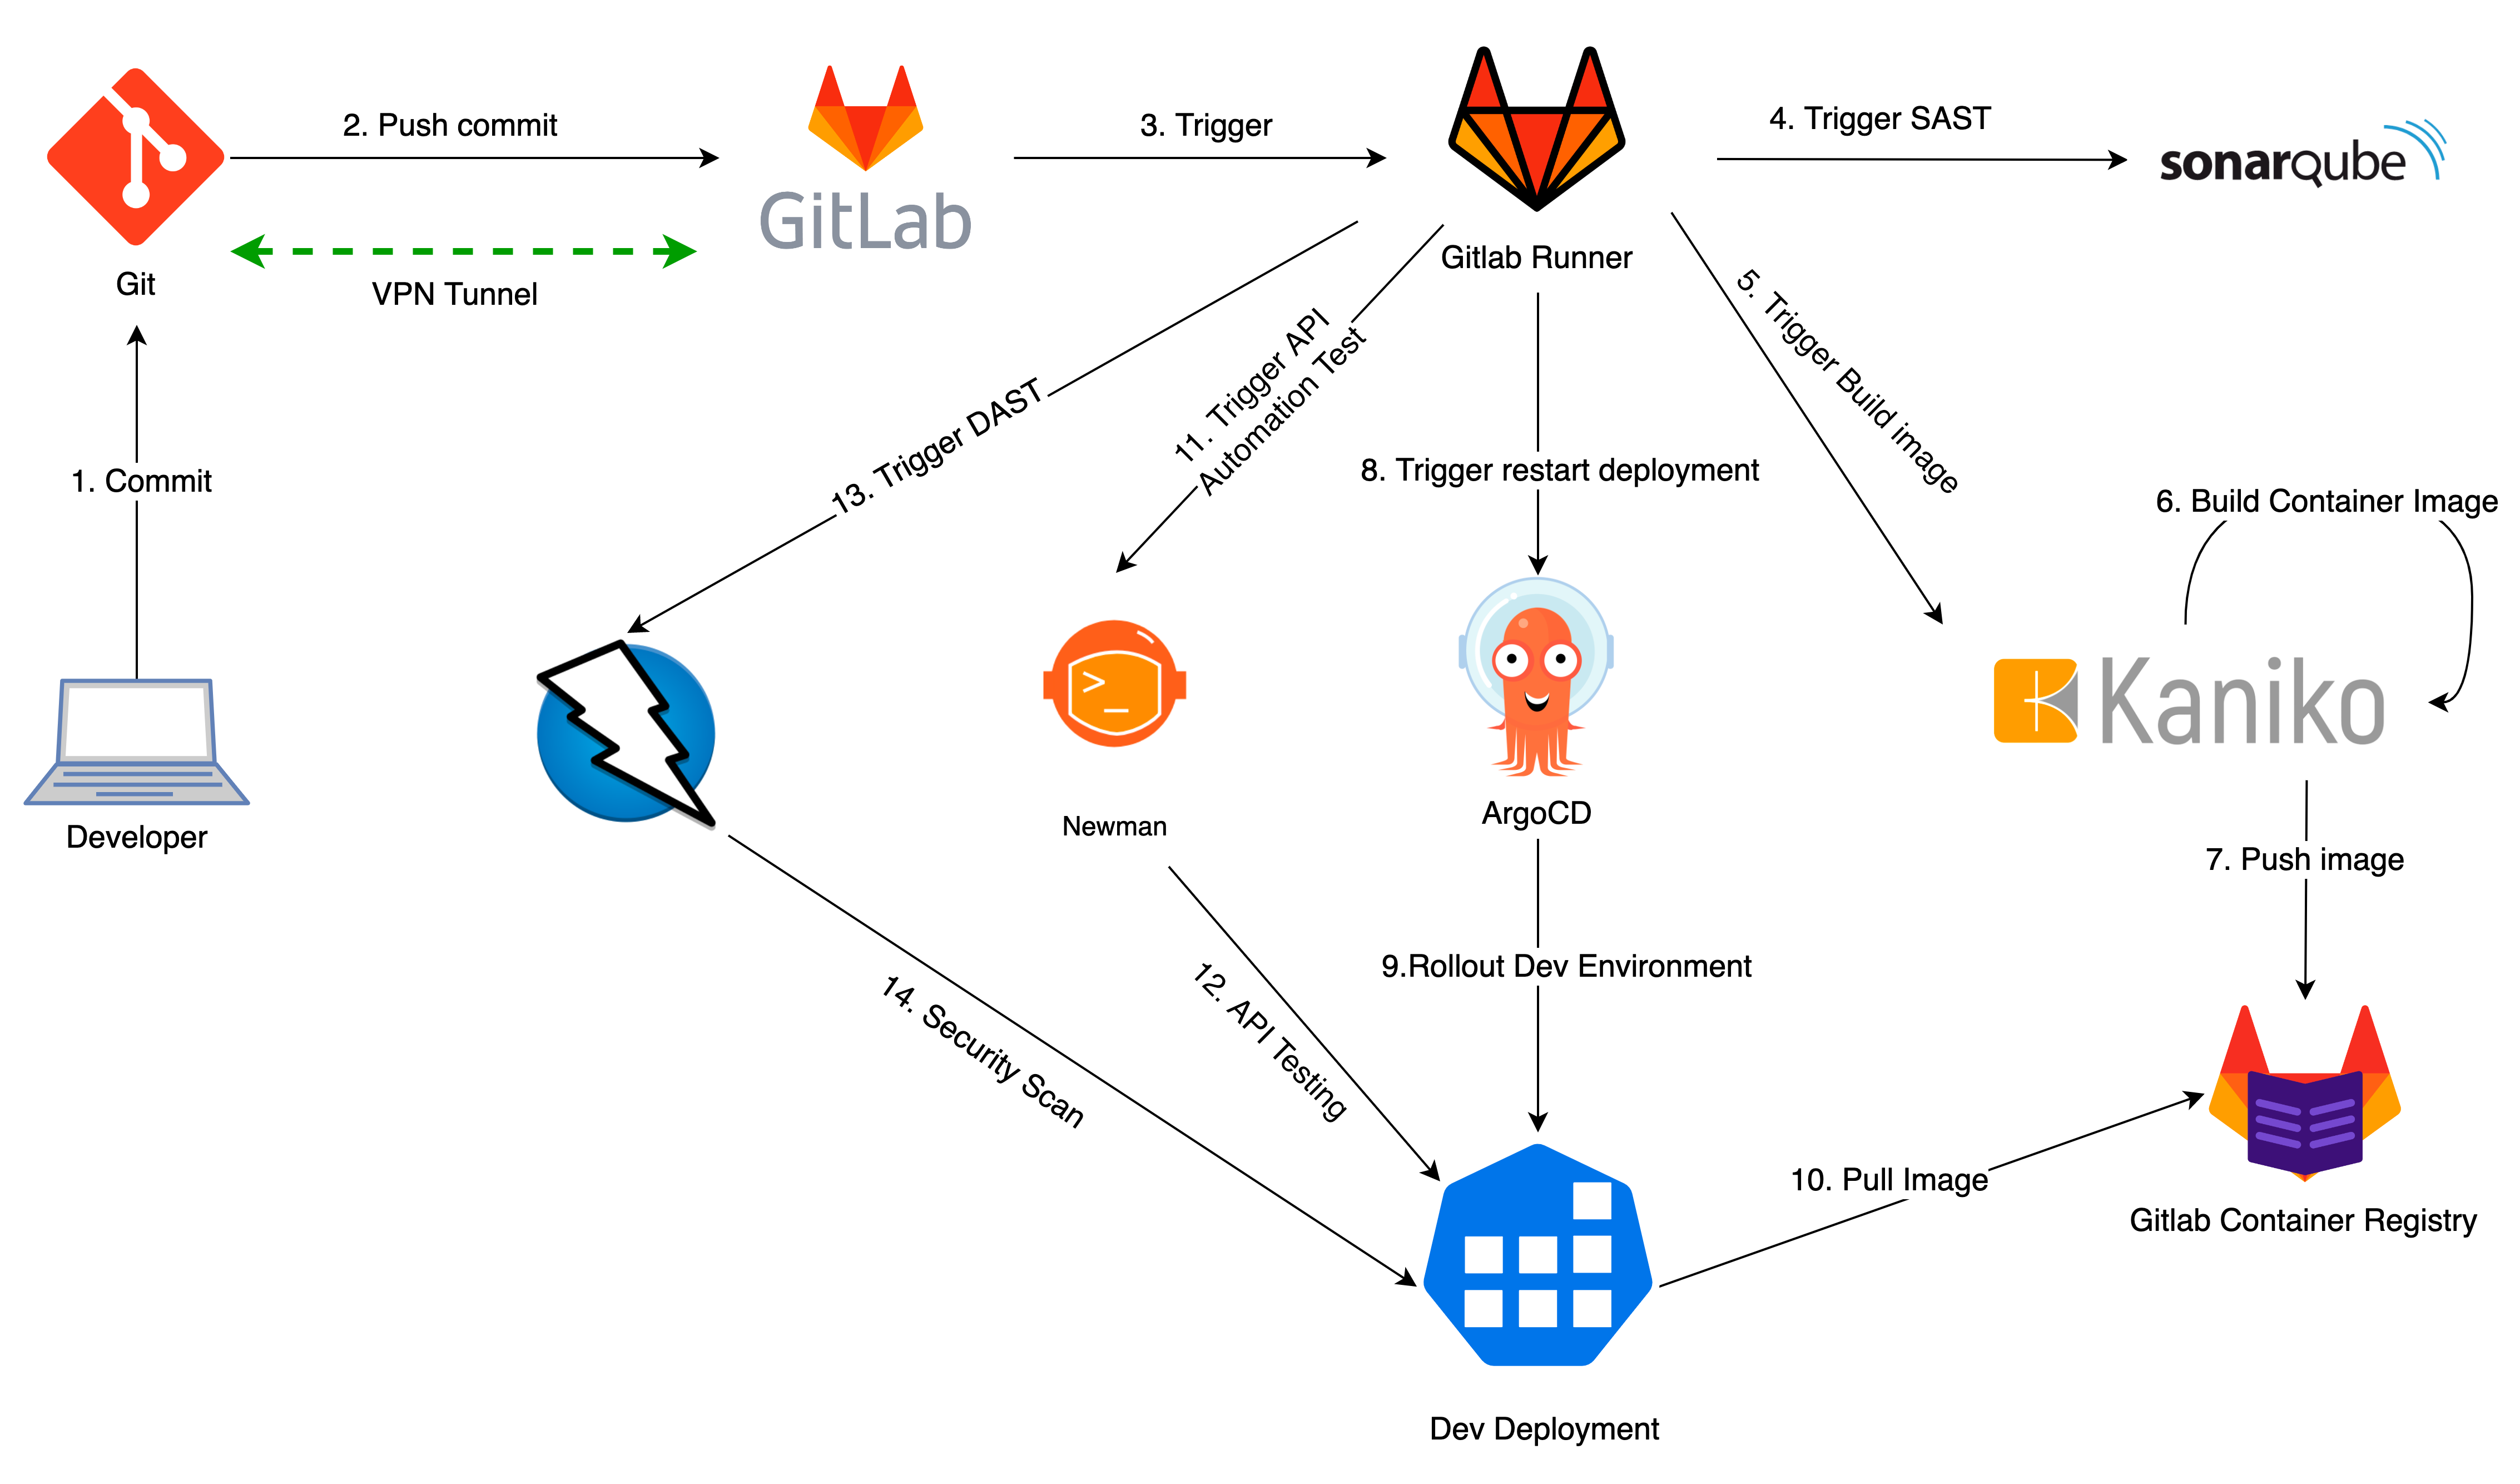 2. Push commit
3. Trigger
4. Trigger SAST
sonarqube
GitLab
Git
VPN Tunnel
Gitlab Runner
5. Trigger Build image
11. Trigger API
Automation Test
13. Trigger DAST
8. Trigger restart deployment
1. Commit
6. Build Container Image
>_
Kaniko
Developer
Newman
ArgoCD
7. Push image
9.Rollout Dev Environment
12. API Testing
14. Security Scan
10. Pull Image
Gitlab Container Registry
Dev Deployment